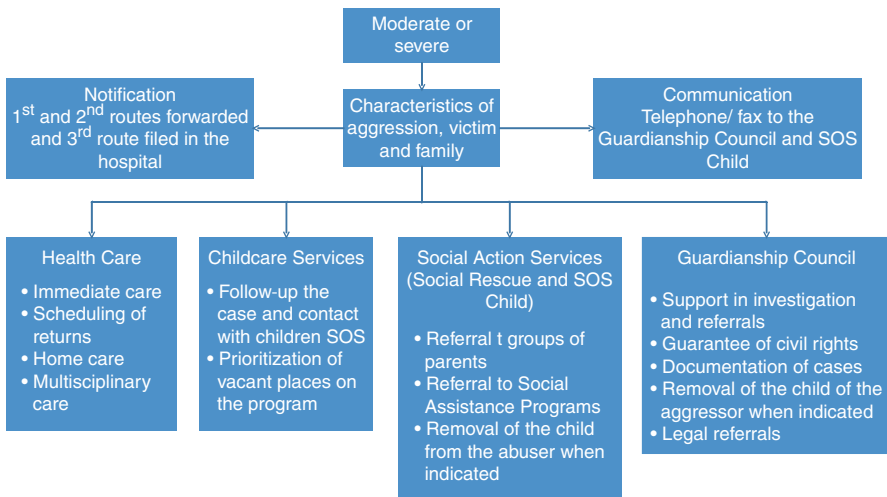 Moderate or
severe
Notification
1st and 2nd routes forwarded
and 3rd route filed in the
hospital
Characteristics of
aggression, victim
and family
Communication
Telephone/ fax to the
Guardianship Council and SOS
Child
Health Care
• Immediate care
• Scheduling of
returns
• Home care
• Multisciplinary
care
Childcare Services
• Follow-up the
case and contact
with children SOS
• Prioritization of
vacant places on
the program
Social Action Services
(Social Rescue and SOS
Child)
• Referral t groups of
parents
• Referral to Social
Assistance Programs
• Removal of the child
from the abuser when
indicated
Guardianship Council
• Support in investigation
and referrals
• Guarantee of civil rights
• Documentation of cases
• Removal of the child of the
aggressor when indicated
• Legal referrals